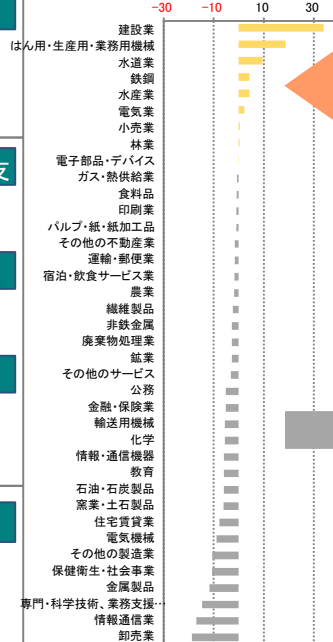 −30 −10 10 30
建設業
はん用・生産用・業務用機械
水道業
鉄鋼
水産業
電気業
小売業
林業
電子部品・デバイス
支
ガス・熱供給業
食料品
印刷業
パルプ・紙・紙加工品
その他の不動産業
運輸・郵便業
宿泊・飲食サービス業
農業
繊維製品
非鉄金属
廃棄物処理業
鉱業
その他のサービス
公務
金融・保険業
輸送用機械
化学
情報・通信機器
教育
石油・石炭製品
窯業・土石製品
住宅賃貸業
電気機械
その他の製造業
保健衛生・社会事業
金属製品
専門・科学技術、業務支援…
情報通信業
卸売業